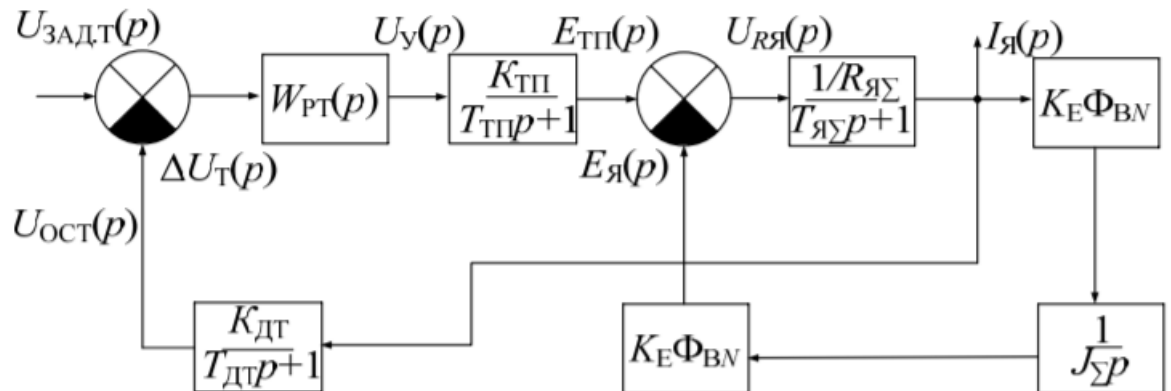 U_ЗАД.Т(p)
U_У(p)
E_ТП(p)
U_RЯ(p)
I_Я(p)
W_РТ(p)
K_ТП
T_ТПp+1
1/R_ЯΣ
T_ЯΣp+1
K_EΦ_BN
ΔU_Т(p)
E_Я(p)
U_ОСТ(p)
K_ДТ
T_ДТp+1
K_EΦ_BN
1
J_Σp